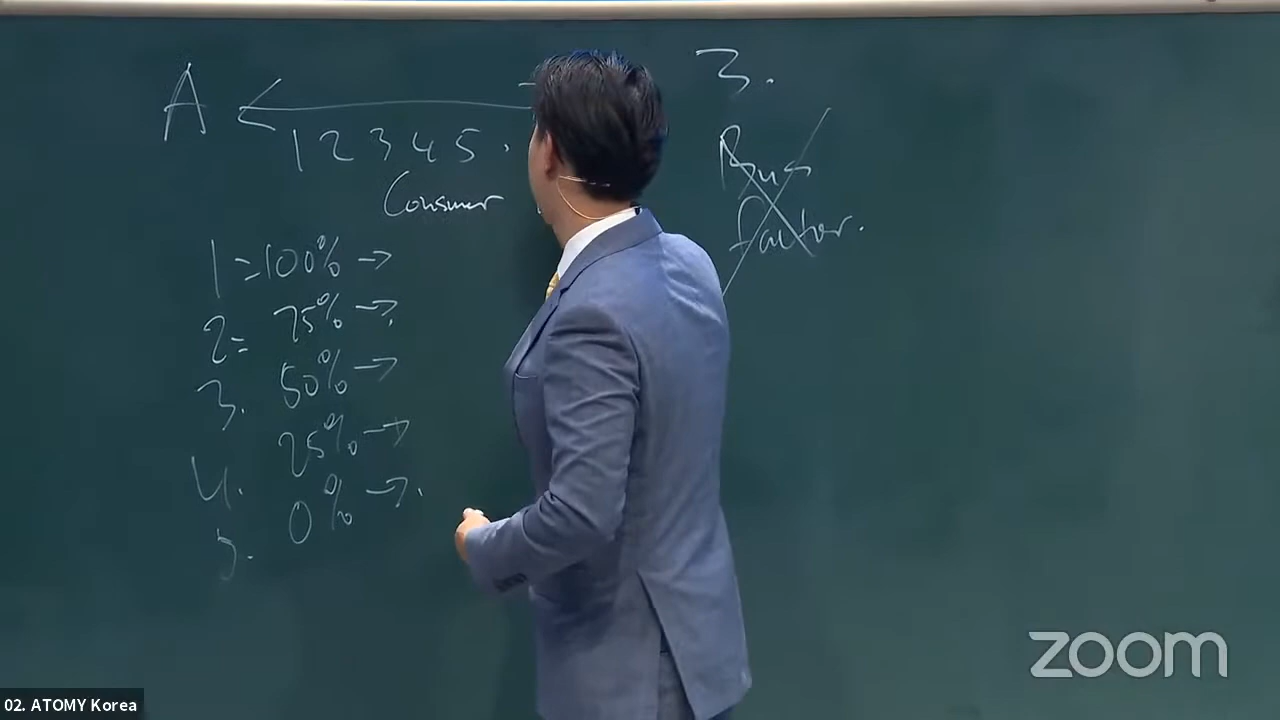 A
1 2 3 4 5
Consumer
1 = 100% →
2 = 75% →
3. 50% →
4. 25% →
5. 0% →
3.
Bus
factor.
zoom
02. ATOMY Korea